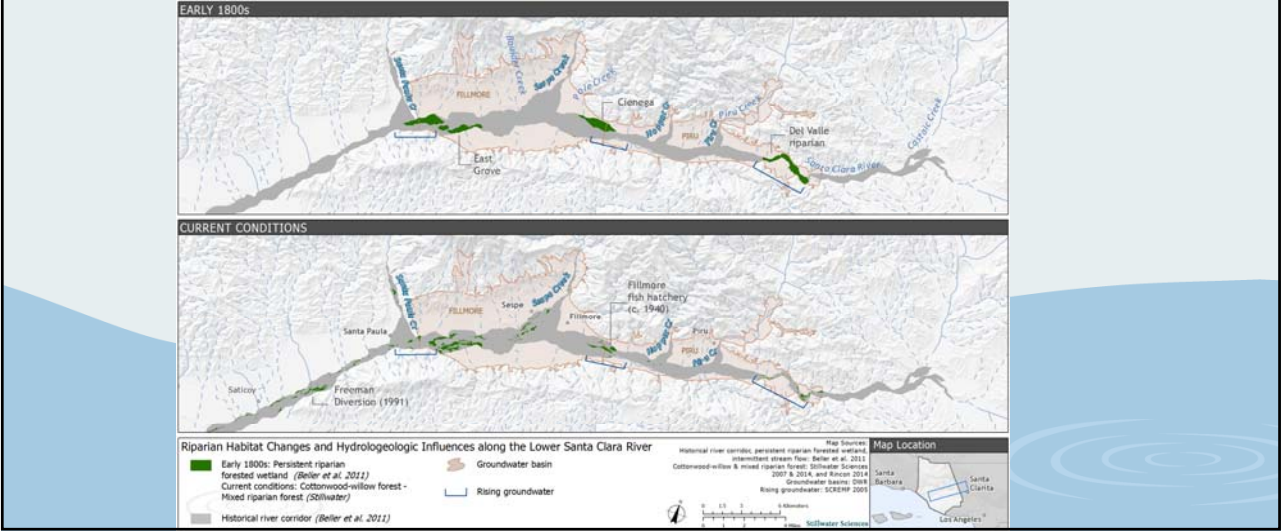 EARLY 1800s
Santa Paula Cr
Boulder Creek
Sespe Creek
Pole Creek
FILLMORE
Cienega
Hopper Cr
PIRU
Piru Cr
Piru Creek
Del Valle
riparian
Santa Clara River
Castaic Creek
East
Grove
CURRENT CONDITIONS
Santa Paula Cr
FILLMORE
Sespe
Sespe Creek
Fillmore
Fillmore
fish hatchery
(c. 1940)
Santa Paula
Hopper Cr
Piru
PIRU
Piru Cr
Saticoy
Freeman
Diversion (1991)
Riparian Habitat Changes and Hydrologeologic Influences along the Lower Santa Clara River
Early 1800s: Persistent riparian
forested wetland (Beller et al. 2011)
Current conditions: Cottonwood-willow forest -
Mixed riparian forest (Stillwater)
Historical river corridor (Beller et al. 2011)
Groundwater basin
Rising groundwater
Map Sources:
Historical river corridor, persistent riparian forested wetland,
intermittent stream flow: Beller et al. 2011
Cottonwood-willow & mixed riparian forest: Stillwater Sciences
2007 & 2014, and Rincon 2014
Groundwater basins: DWR
Rising groundwater: SCREMP 2005
Stillwater Sciences
Map Location
Santa
Barbara
Santa
Clarita
Los Angeles